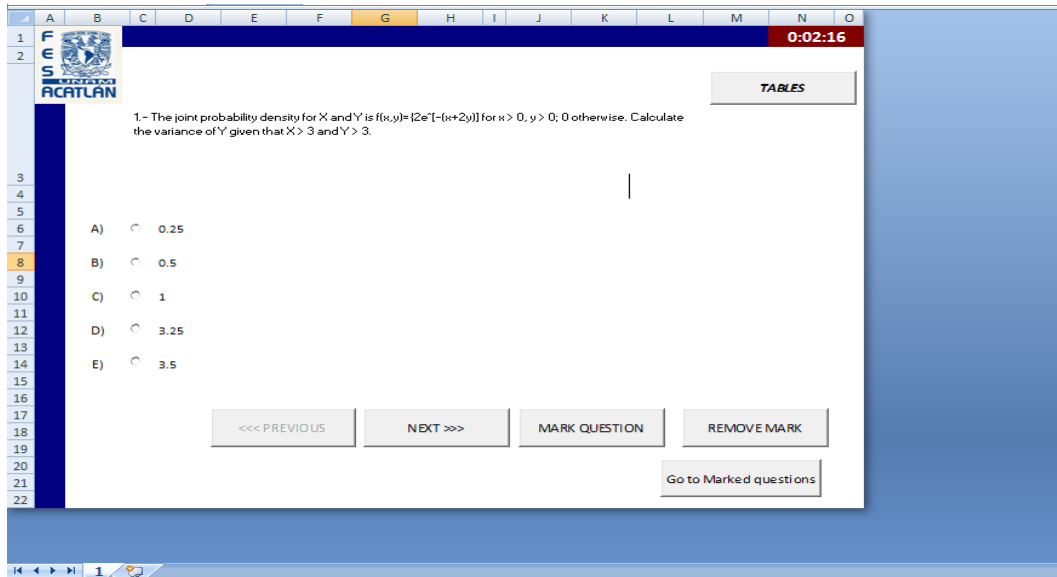 A B C D E F G H I J K L M N O
1 FES 0:02:16
2
UNAM
ACATLÁN
TABLES
1.- The joint probability density for X and Y is f(x,y)={2e^[-(x+2y)] for x > 0, y > 0; 0 otherwise. Calculate
the variance of Y given that X > 3 and Y > 3.
3
4
5
6 A) 0.25
7
8 B) 0.5
9
10 C) 1
11
12 D) 3.25
13
14 E) 3.5
15
16
17
18 <<< PREVIOUS NEXT >>> MARK QUESTION REMOVE MARK
19
20
21 Go to Marked questions
22
1